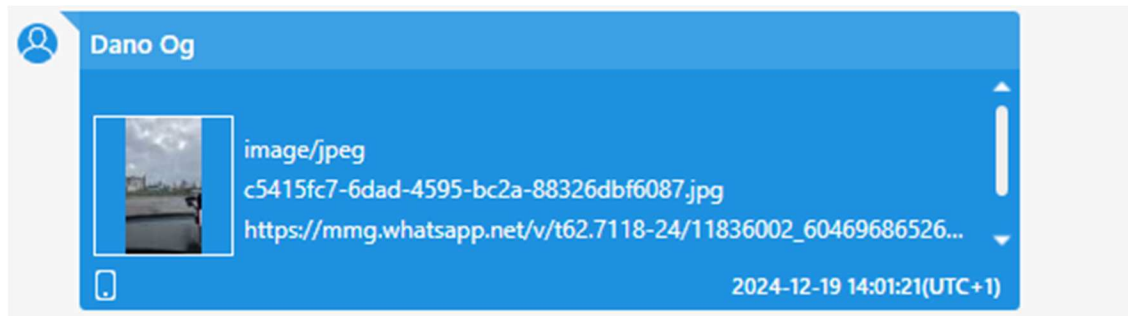 Dano Og
image/jpeg
c5415fc7-6dad-4595-bc2a-88326dbf6087.jpg
https://mmg.whatsapp.net/v/t62.7118-24/11836002_60469686526...
2024-12-19 14:01:21(UTC+1)